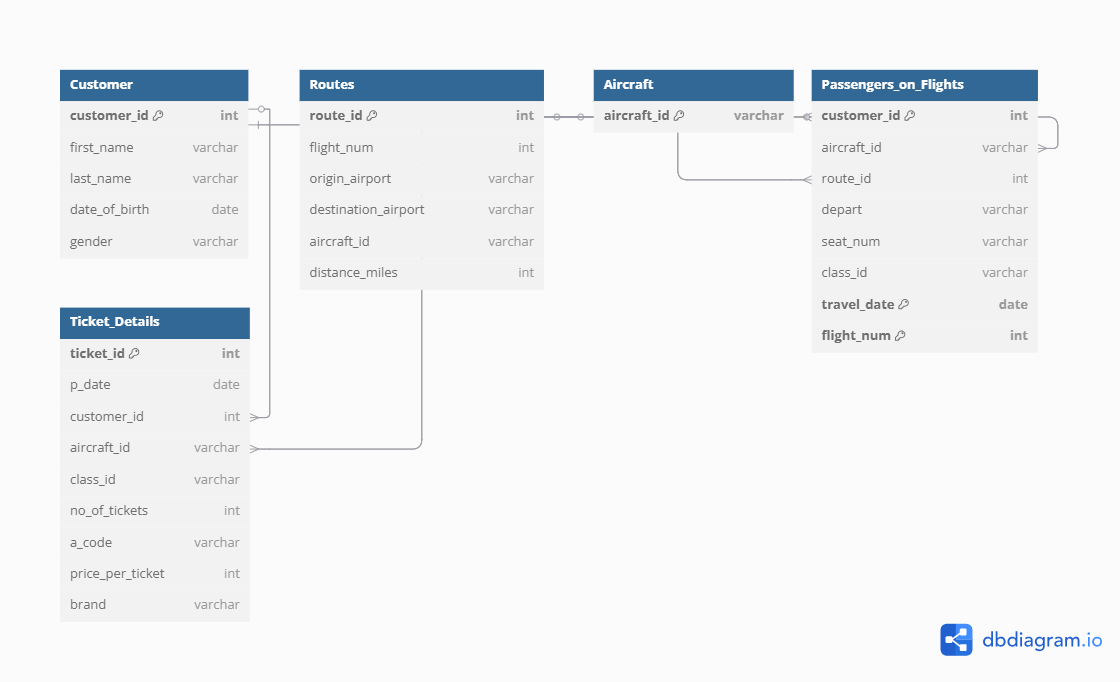 Customer
customer_id int
first_name varchar
last_name varchar
date_of_birth date
gender varchar
Routes
route_id int
flight_num int
origin_airport varchar
destination_airport varchar
aircraft_id varchar
distance_miles int
Aircraft
aircraft_id varchar
Passengers_on_Flights
customer_id int
aircraft_id varchar
route_id int
depart varchar
seat_num varchar
class_id varchar
travel_date date
flight_num int
Ticket_Details
ticket_id int
p_date date
customer_id int
aircraft_id varchar
class_id varchar
no_of_tickets int
a_code varchar
price_per_ticket int
brand varchar
dbdiagram.io